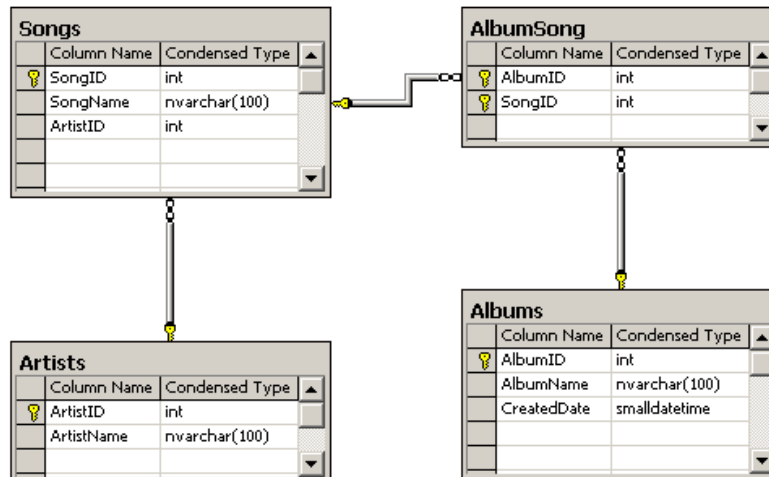 Songs
Column Name Condensed Type
SongID int
SongName nvarchar(100)
ArtistID int
AlbumSong
Column Name Condensed Type
AlbumID int
SongID int
Artists
Column Name Condensed Type
ArtistID int
ArtistName nvarchar(100)
Albums
Column Name Condensed Type
AlbumID int
AlbumName nvarchar(100)
CreatedDate smalldatetime